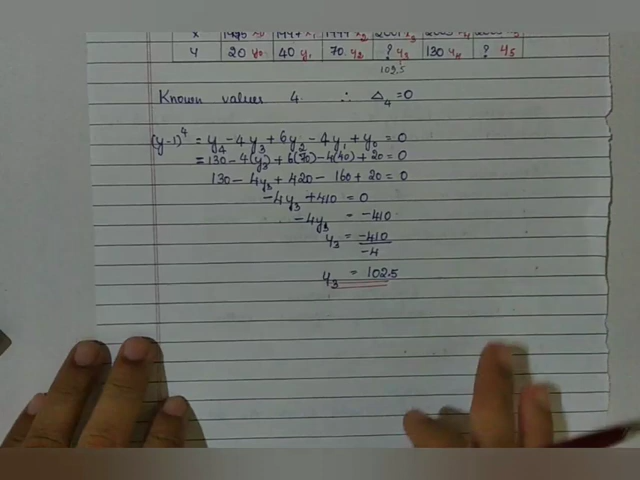 x 1995 x0 1997 x1 1999 x2 2001 x3
y 20 y0 40 y1 70. y2 ? y3 130 y4 ? y5
102.5
Known values 4 ∴ Δ4 =0
(y-1)^4 = y4 -4y3 +6y2 -4y1 +y0 =0
=130-4(y3)+6(70)-4(40)+20=0
130- 4y3 + 420 - 160 + 20 = 0
-4y3 +410 = 0
-4y3 = -410
y3 = -410
-4
y3 = 102.5